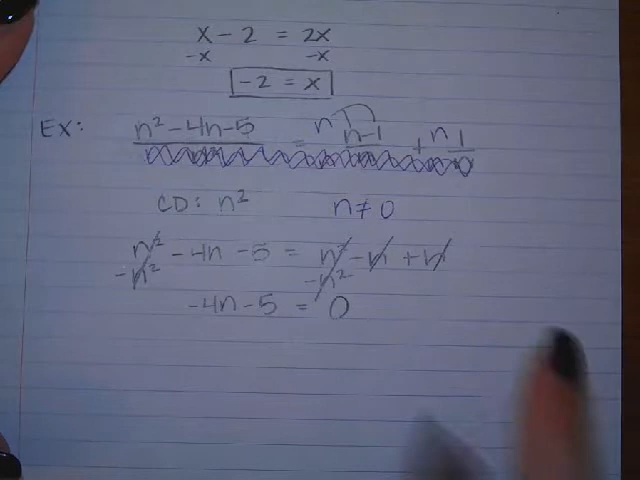 x - 2 = 2x
-x -x
-2 = x
EX: n² - 4n - 5 = n n-1 + n 1
CD: n² n ≠ 0
n² - 4n - 5 = n² - n + n
-n² -n²
-4n - 5 = 0